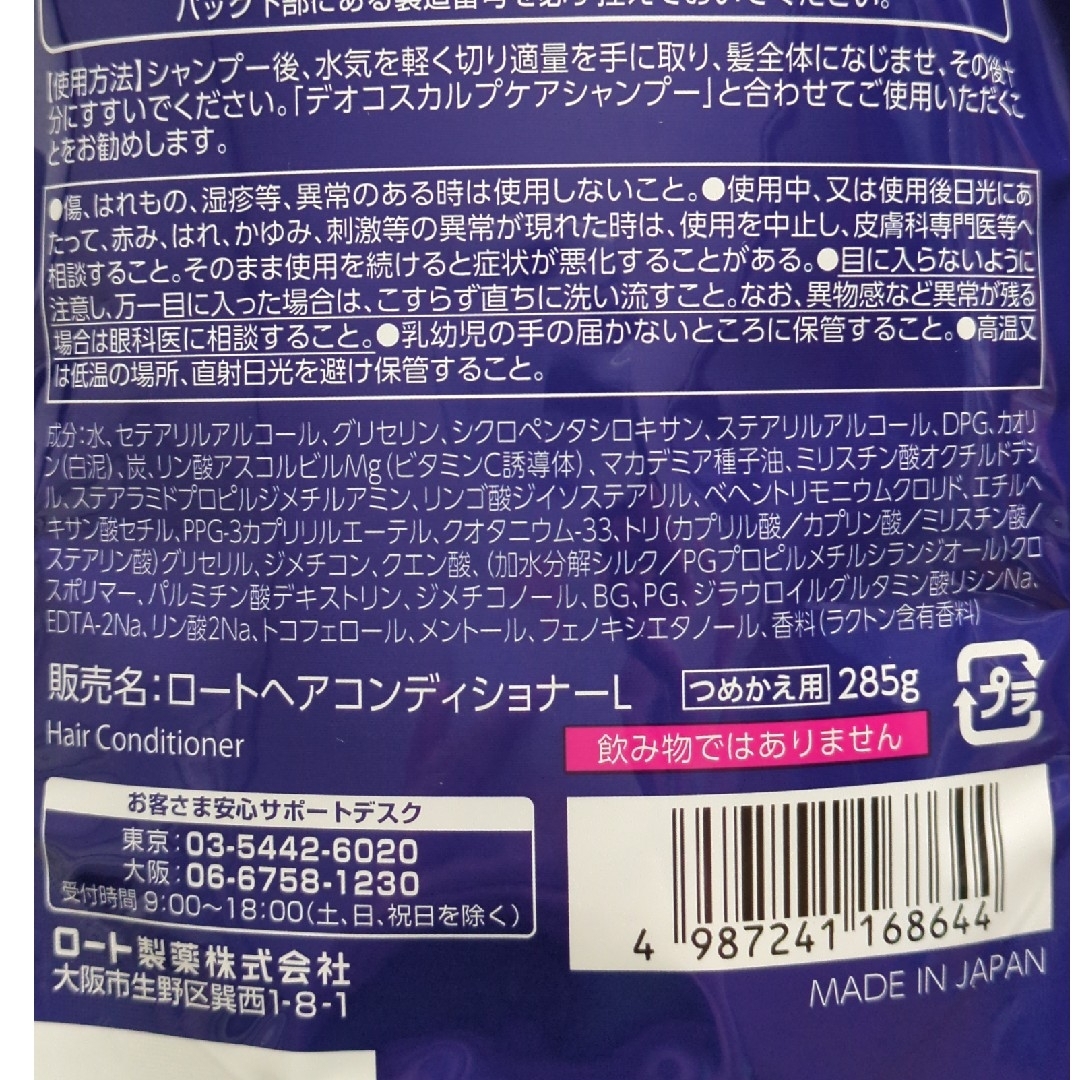 パック下部にある製造番号を必ず控えておいてください。
【使用方法】シャンプー後、水気を軽く切り適量を手に取り、髪全体になじませ、その後十
分にすすいでください。「デオコスカルプケアシャンプー」と合わせてご使用いただくこ
とをお勧めします。
●傷、はれもの、湿疹等、異常のある時は使用しないこと。●使用中、又は使用後日光にあ
たって、赤み、はれ、かゆみ、刺激等の異常が現れた時は、使用を中止し、皮膚科専門医等へ
相談すること。そのまま使用を続けると症状が悪化することがある。●目に入らないように
注意し、万一目に入った場合は、こすらず直ちに洗い流すこと。なお、異物感など異常が残る
場合は眼科医に相談すること。●乳幼児の手の届かないところに保管すること。●高温又
は低温の場所、直射日光を避け保管すること。
成分:水、セテアリルアルコール、グリセリン、シクロペンタシロキサン、ステアリルアルコール、DPG、カオリ
ン(白泥)、炭、リン酸アスコルビルMg(ビタミンC誘導体)、マカデミア種子油、ミリスチン酸オクチルドデシ
ル、ステアラミドプロピルジメチルアミン、リンゴ酸ジイソステアリル、ベヘントリモニウムクロリド、エチルヘ
キサン酸セチル、PPG-3カプリリルエーテル、クオタニウム-33、トリ(カプリル酸/カプリン酸/ミリスチン酸/
ステアリン酸)グリセリル、ジメチコン、クエン酸、(加水分解シルク/PGプロピルメチルシランジオール)クロ
スポリマー、パルミチン酸デキストリン、ジメチコノール、BG、PG、ジラウロイルグルタミン酸リシンNa、
EDTA-2Na、リン酸2Na、トコフェロール、メントール、フェノキシエタノール、香料(ラクトン含有香料)
販売名:ロートヘアコンディショナーL
つめかえ用 285g
プラ
Hair Conditioner
飲み物ではありません
お客さま安心サポートデスク
東京:03-5442-6020
大阪:06-6758-1230
受付時間 9:00〜18:00(土、日、祝日を除く)
ロート製薬株式会社
大阪市生野区巽西1-8-1
4 987241 168644
MADE IN JAPAN